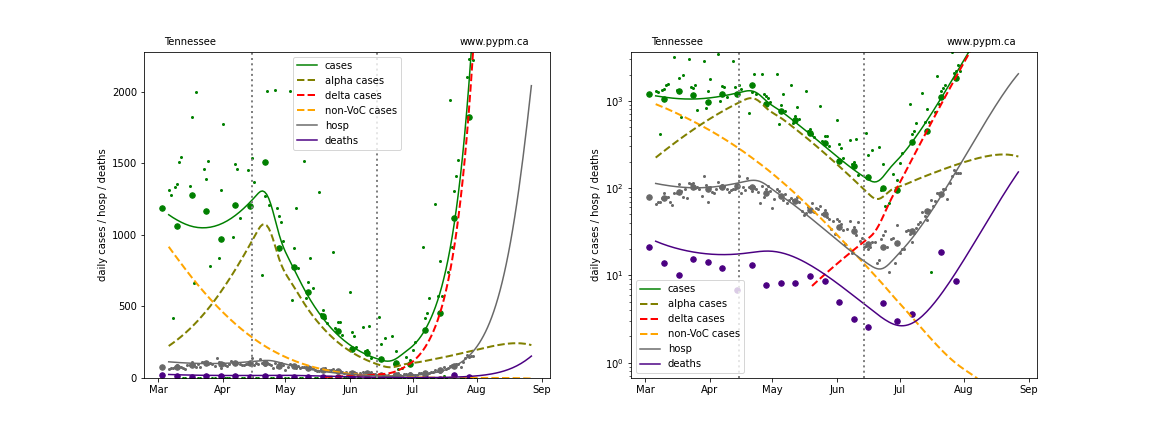 Tennessee
www.pypm.ca
daily cases / hosp / deaths
2000
1500
1000
500
0
cases
alpha cases
delta cases
non-VoC cases
hosp
deaths
Mar Apr May Jun Jul Aug Sep
Tennessee
www.pypm.ca
daily cases / hosp / deaths
10³
10²
10¹
10⁰
cases
alpha cases
delta cases
non-VoC cases
hosp
deaths
Mar Apr May Jun Jul Aug Sep